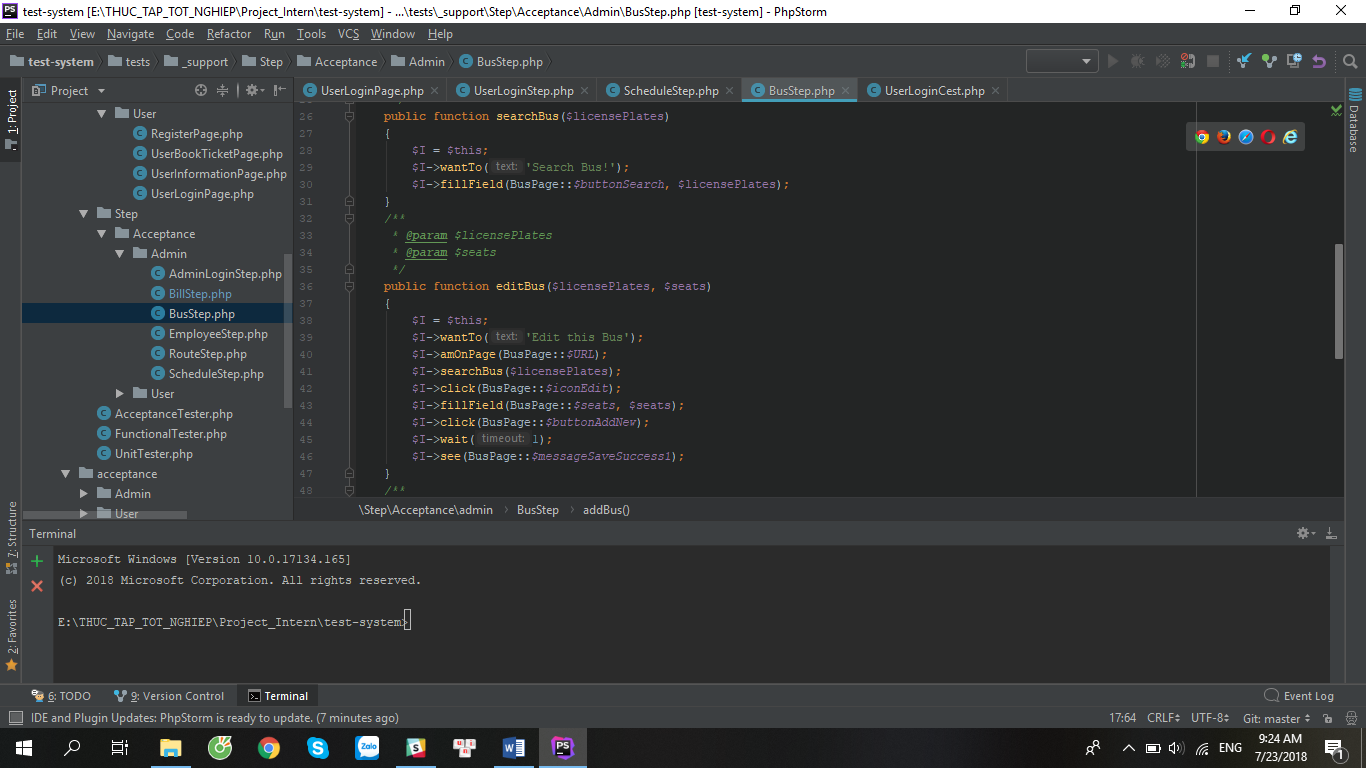 test-system [E:\THUC_TAP_TOT_NGHIEP\Project_Intern\test-system] - ...\tests\_support\Step\Acceptance\Admin\BusStep.php [test-system] - PhpStorm
File Edit View Navigate Code Refactor Run Tools VCS Window Help
test-system tests _support Step Acceptance Admin BusStep.php
1: Project
7: Structure
2: Favorites
Project
User
RegisterPage.php
UserBookTicketPage.php
UserInformationPage.php
UserLoginPage.php
Step
Acceptance
Admin
AdminLoginStep.php
BillStep.php
BusStep.php
EmployeeStep.php
RouteStep.php
ScheduleStep.php
User
AcceptanceTester.php
FunctionalTester.php
UnitTester.php
acceptance
Admin
User
UserLoginPage.php UserLoginStep.php ScheduleStep.php BusStep.php UserLoginCest.php
26 public function searchBus($licensePlates)
27 {
28 $I = $this;
29 $I->wantTo( text: 'Search Bus!');
30 $I->fillField(BusPage::$buttonSearch, $licensePlates);
31 }
32 /**
33 * @param $licensePlates
34 * @param $seats
35 */
36 public function editBus($licensePlates, $seats)
37 {
38 $I = $this;
39 $I->wantTo( text: 'Edit this Bus');
40 $I->amOnPage(BusPage::$URL);
41 $I->searchBus($licensePlates);
42 $I->click(BusPage::$iconEdit);
43 $I->fillField(BusPage::$seats, $seats);
44 $I->click(BusPage::$buttonAddNew);
45 $I->wait( timeout: 1);
46 $I->see(BusPage::$messageSaveSuccess1);
47 }
48 /**
\Step\Acceptance\admin BusStep addBus()
Database
Terminal
Microsoft Windows [Version 10.0.17134.165]
(c) 2018 Microsoft Corporation. All rights reserved.
E:\THUC_TAP_TOT_NGHIEP\Project_Intern\test-system>
6: TODO 9: Version Control Terminal Event Log
IDE and Plugin Updates: PhpStorm is ready to update. (7 minutes ago) 17:64 CRLF UTF-8 Git: master
Zalo PS ENG 9:24 AM
7/23/2018
1